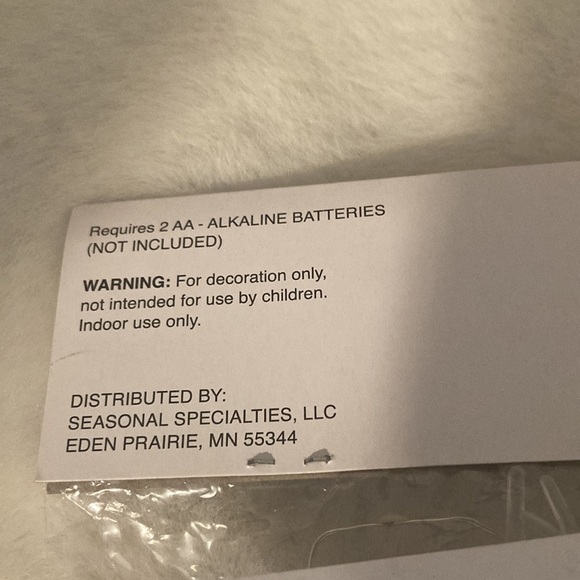 Requires 2 AA - ALKALINE BATTERIES
(NOT INCLUDED)
WARNING: For decoration only,
not intended for use by children.
Indoor use only.
DISTRIBUTED BY:
SEASONAL SPECIALTIES, LLC
EDEN PRAIRIE, MN 55344